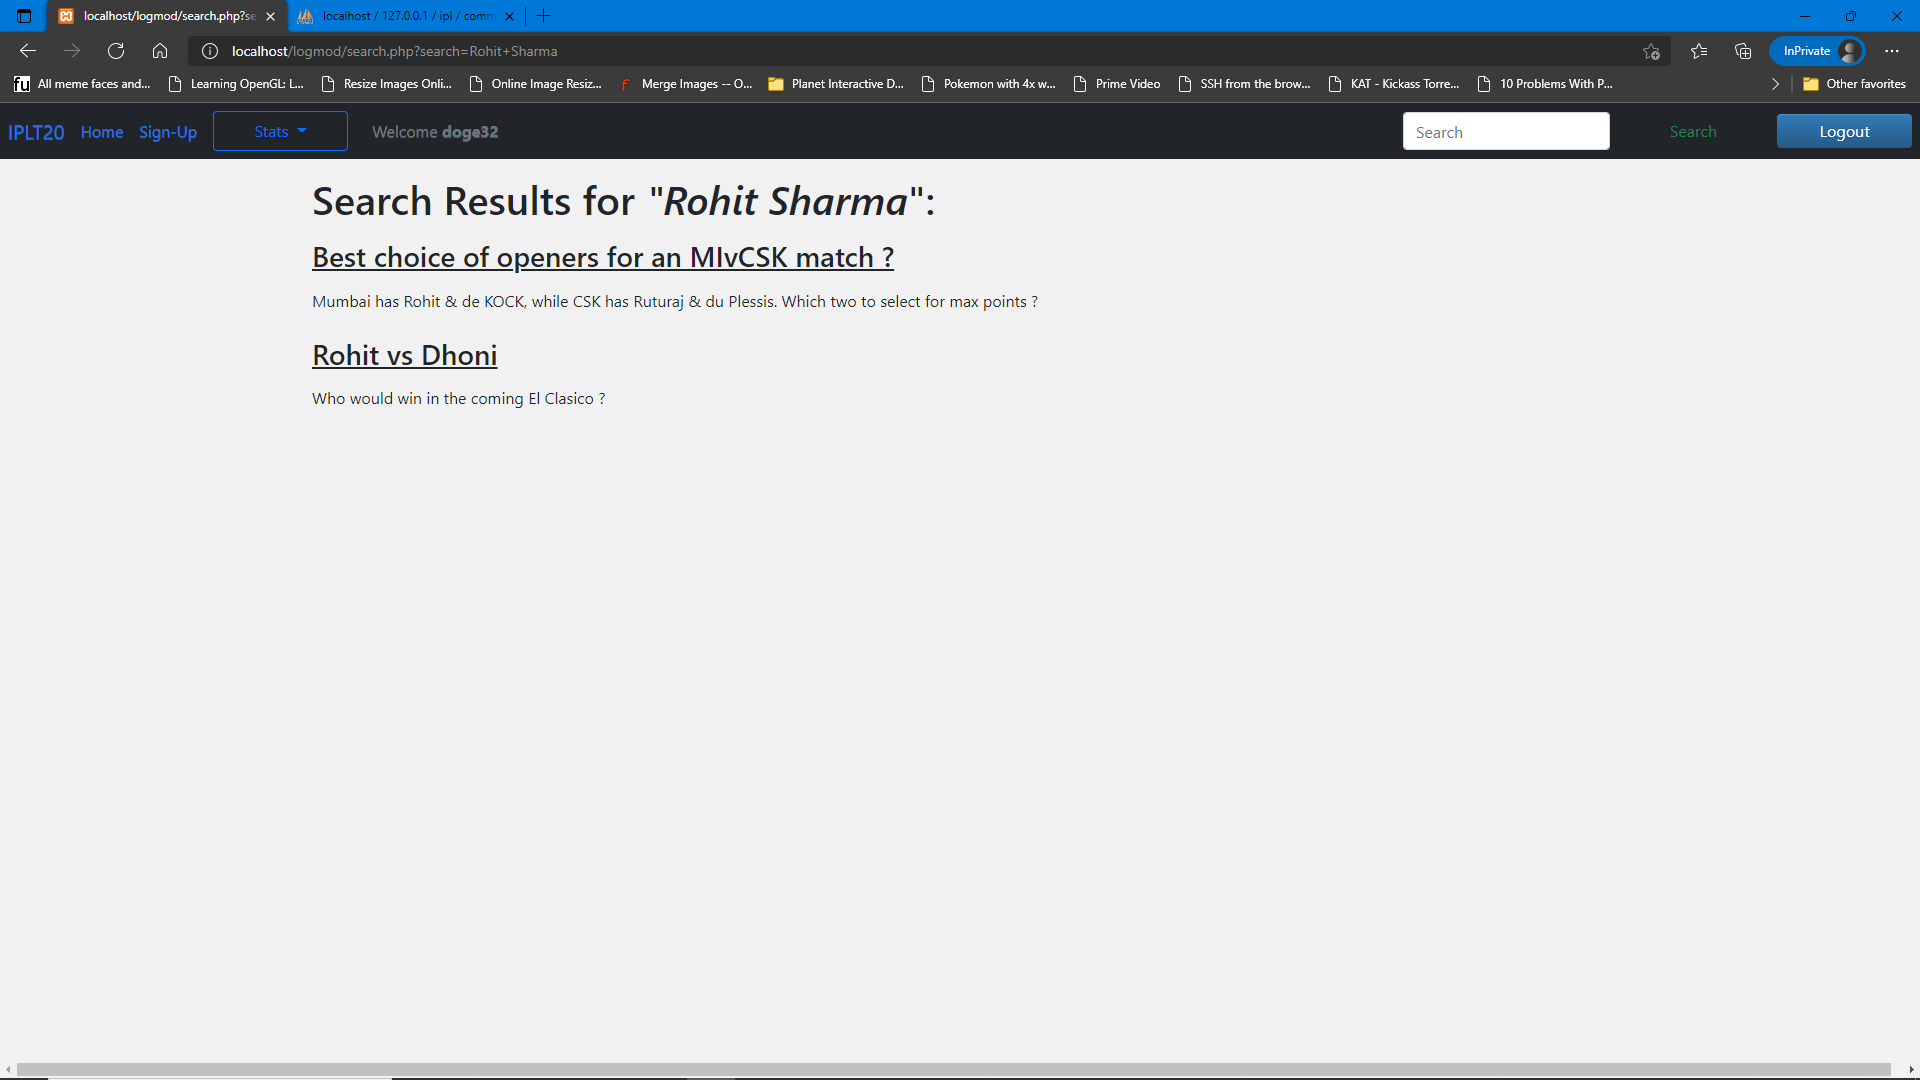 localhost/logmod/search.php?se
localhost / 127.0.0.1 / ipl / comm
localhost/logmod/search.php?search=Rohit+Sharma
InPrivate
fu All meme faces and...
Learning OpenGL: L...
Resize Images Onli...
Online Image Resiz...
Merge Images -- O...
Planet Interactive D...
Pokemon with 4x w...
Prime Video
SSH from the brow...
KAT - Kickass Torre...
10 Problems With P...
Other favorites
IPLT20 Home Sign-Up Stats Welcome doge32 Search Search Logout
Search Results for "Rohit Sharma":
Best choice of openers for an MIvCSK match ?
Mumbai has Rohit & de KOCK, while CSK has Ruturaj & du Plessis. Which two to select for max points ?
Rohit vs Dhoni
Who would win in the coming El Clasico ?